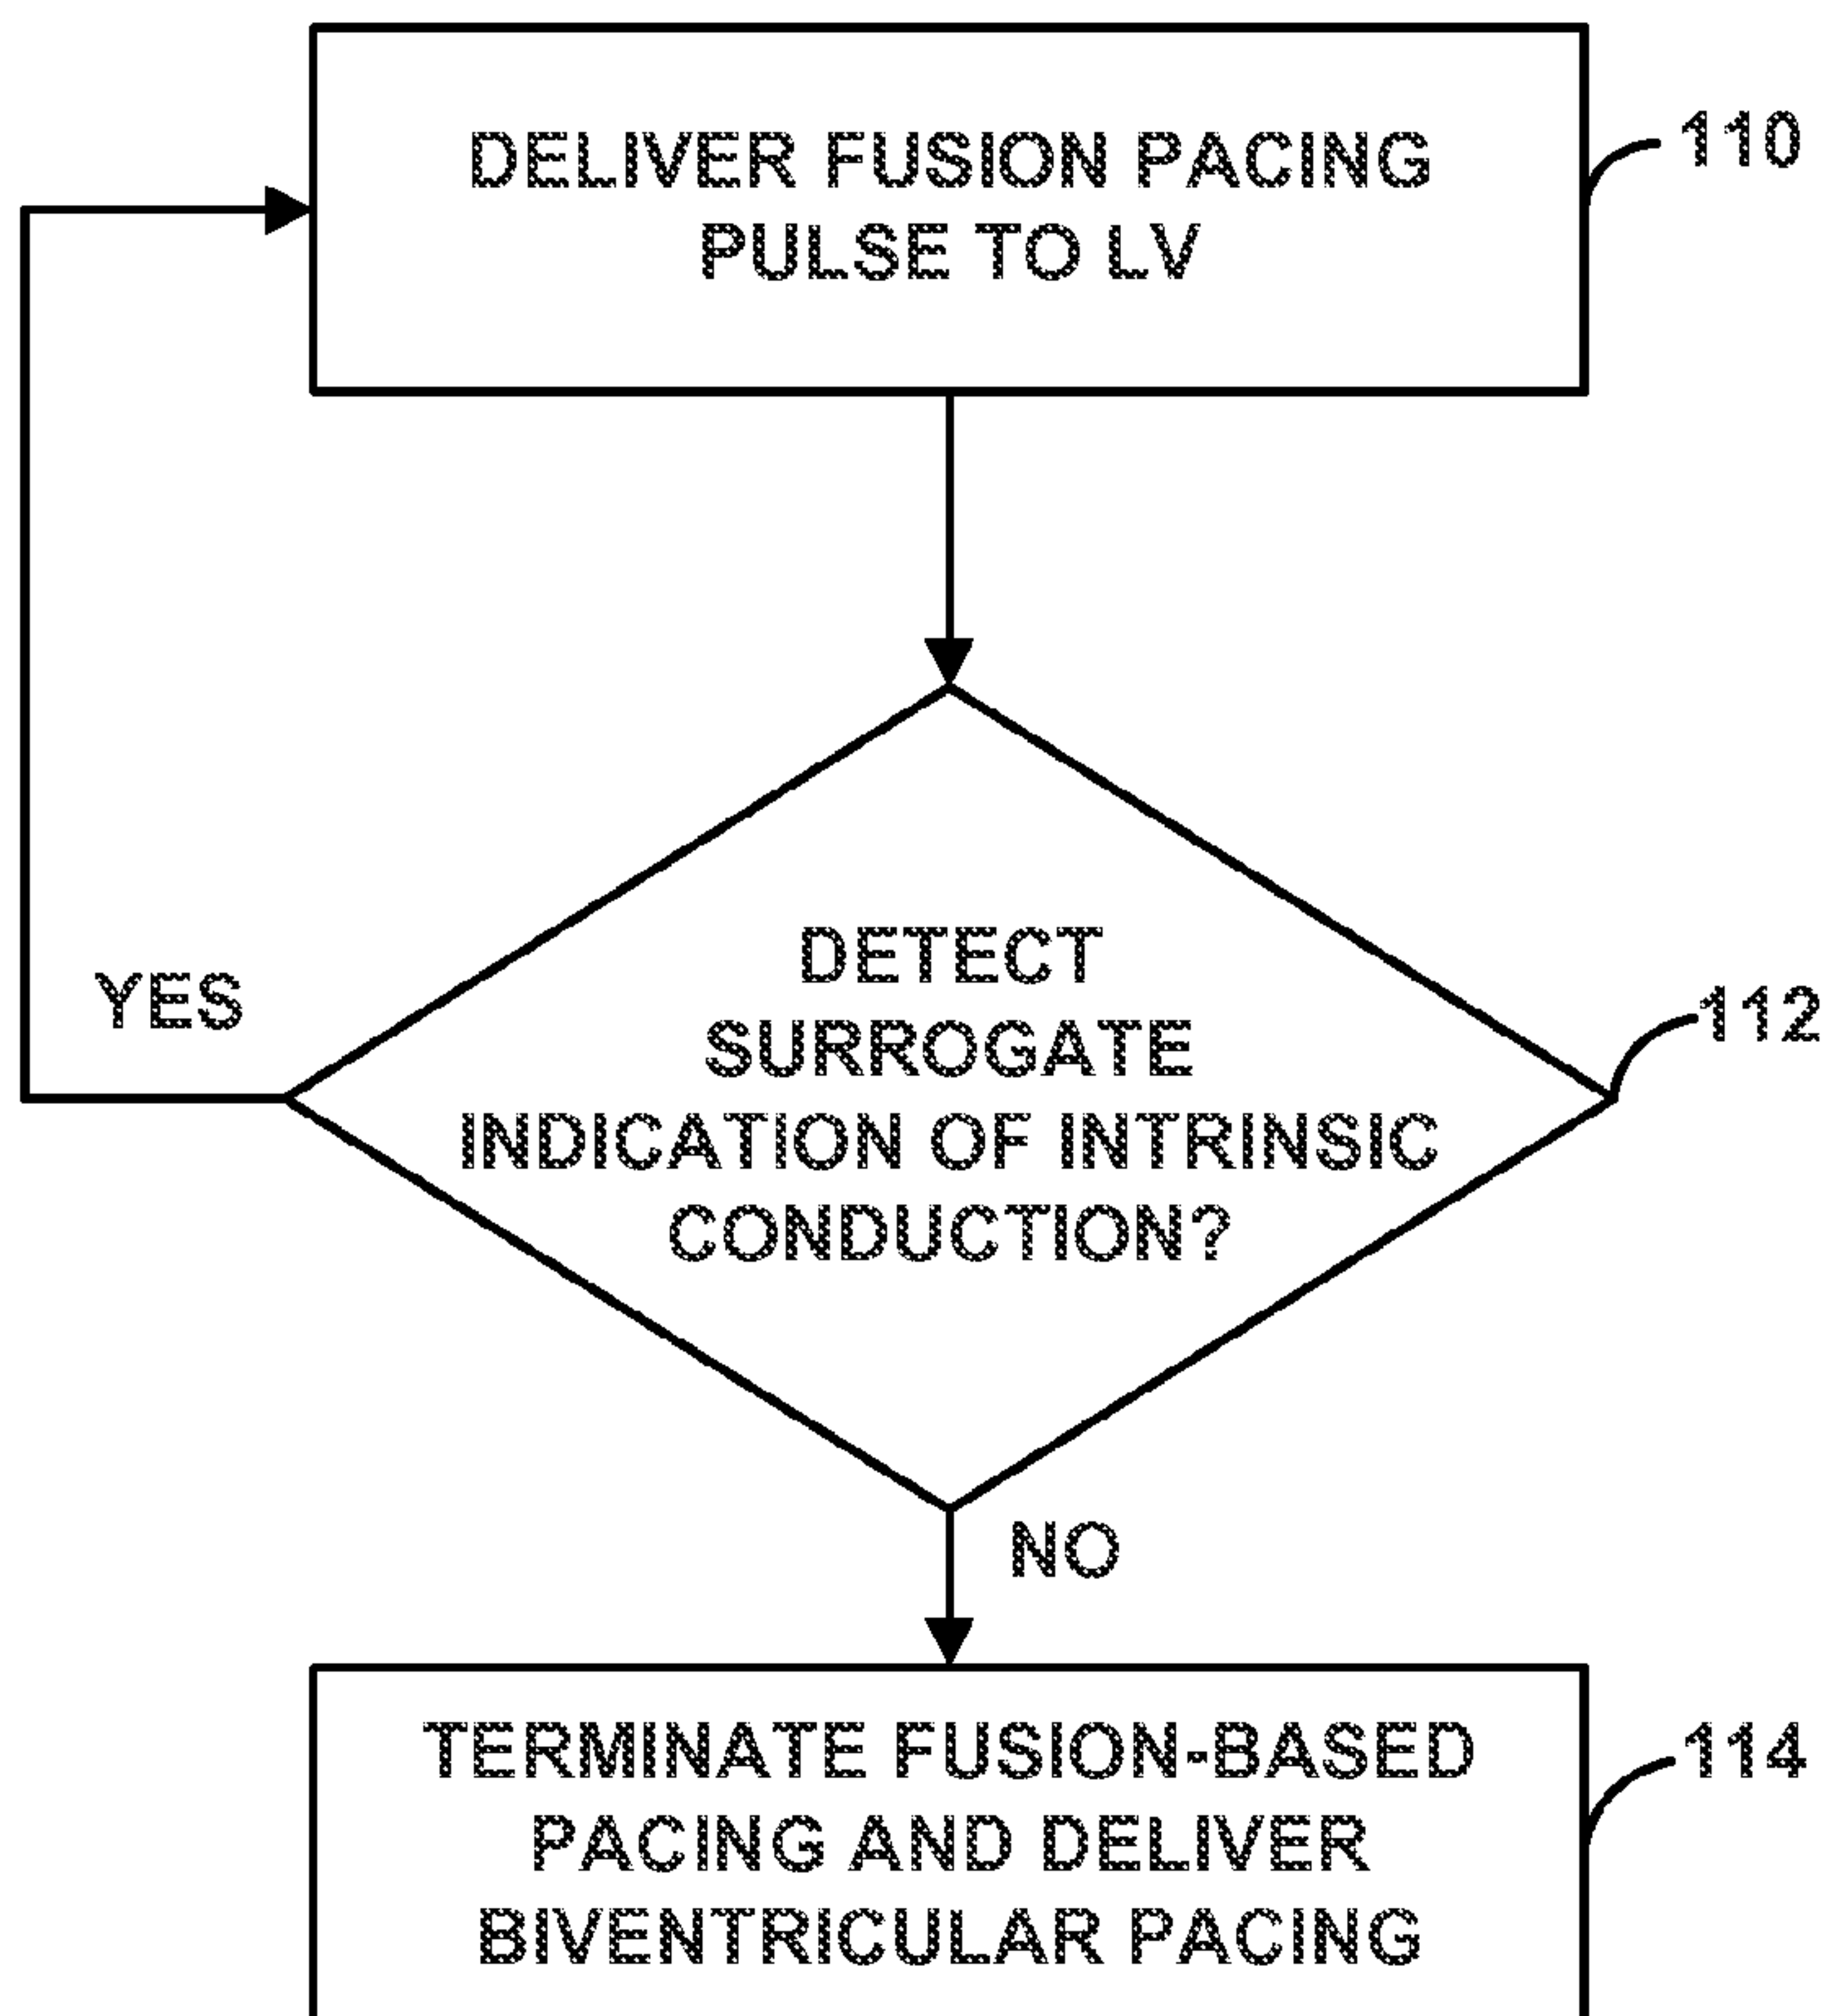 DELIVER FUSION PACING
PULSE TO LV
110
YES
DETECT
SURROGATE
INDICATION OF INTRINSIC
CONDUCTION?
112
NO
TERMINATE FUSION-BASED
PACING AND DELIVER
BIVENTRICULAR PACING
114